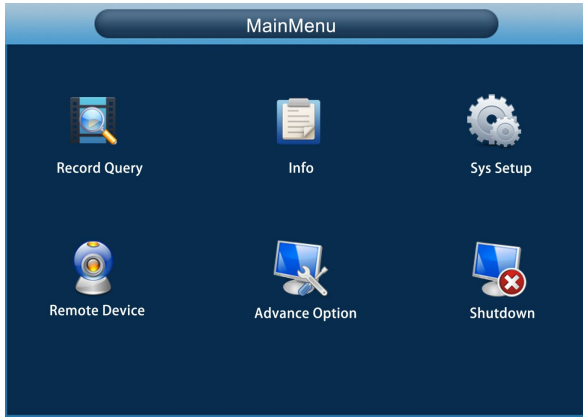 MainMenu
Record Query
Info
Sys Setup
Remote Device
Advance Option
Shutdown